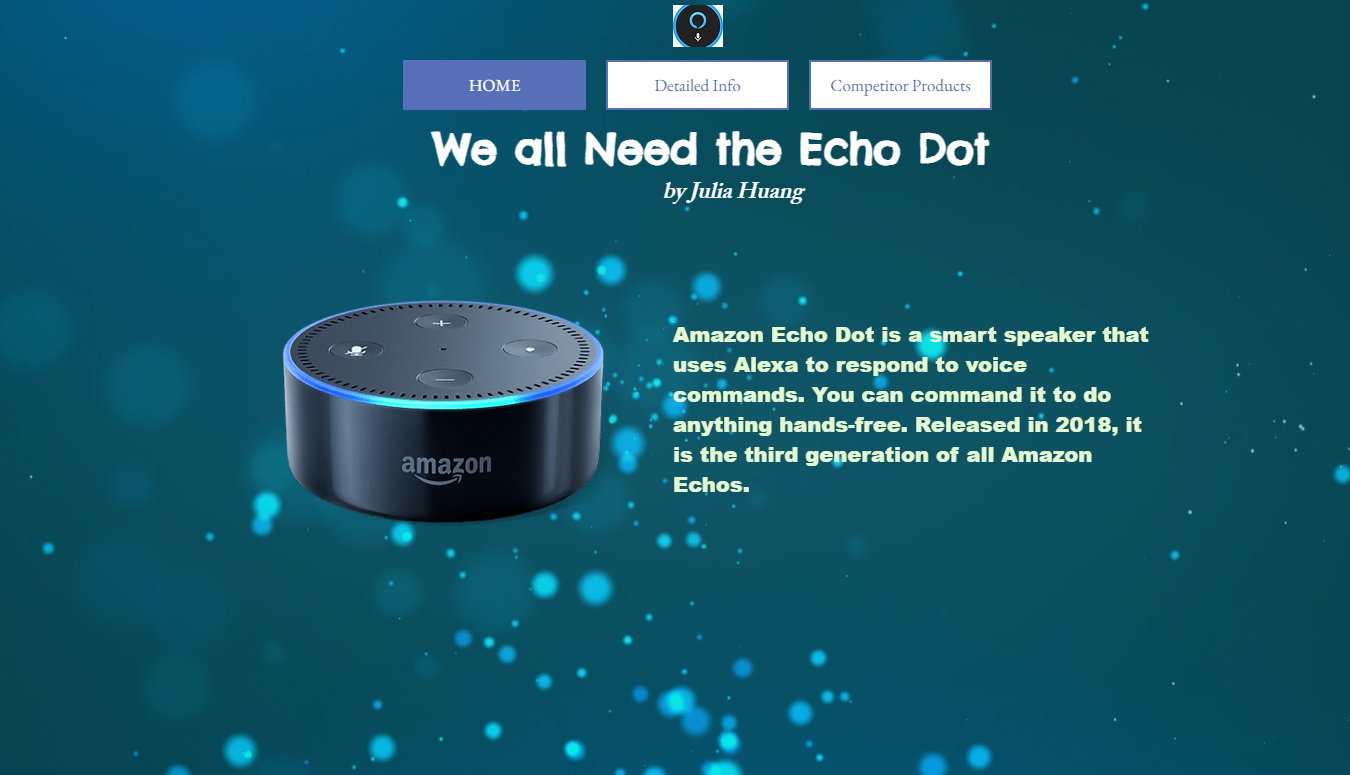 HOME
Detailed Info
Competitor Products
We all Need the Echo Dot
by Julia Huang
Amazon Echo Dot is a smart speaker that
uses Alexa to respond to voice
commands. You can command it to do
anything hands-free. Released in 2018, it
is the third generation of all Amazon
Echos.
amazon